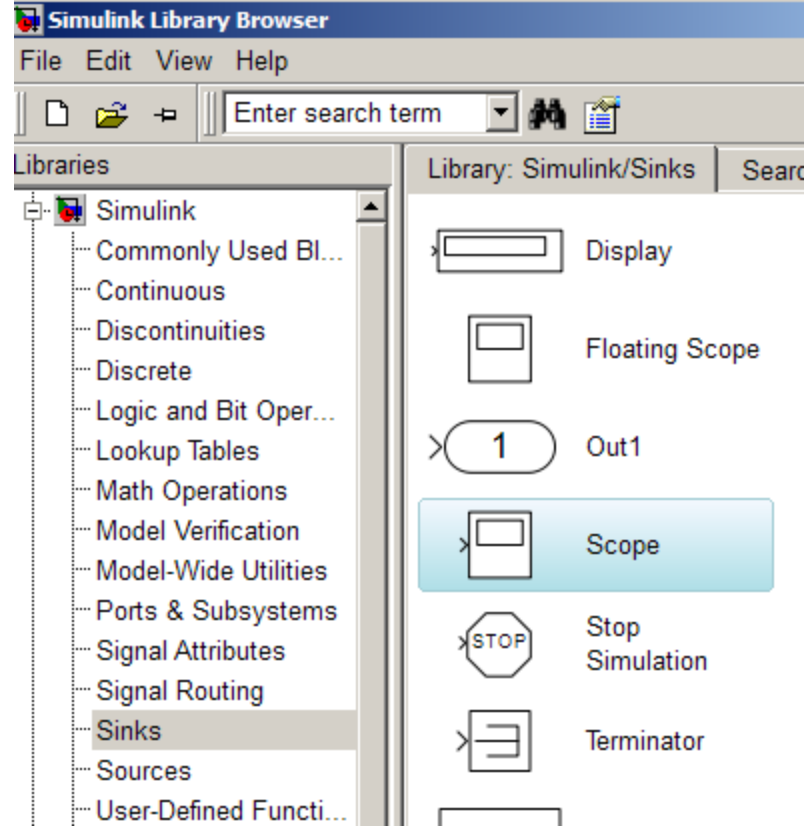 Simulink Library Browser
File Edit View Help
Enter search term
Libraries
Library: Simulink/Sinks
Searc
Simulink
Commonly Used Bl...
Continuous
Discontinuities
Discrete
Logic and Bit Oper...
Lookup Tables
Math Operations
Model Verification
Model-Wide Utilities
Ports & Subsystems
Signal Attributes
Signal Routing
Sinks
Sources
User-Defined Functi...
Display
Floating Scope
1
Out1
Scope
STOP
Stop
Simulation
Terminator